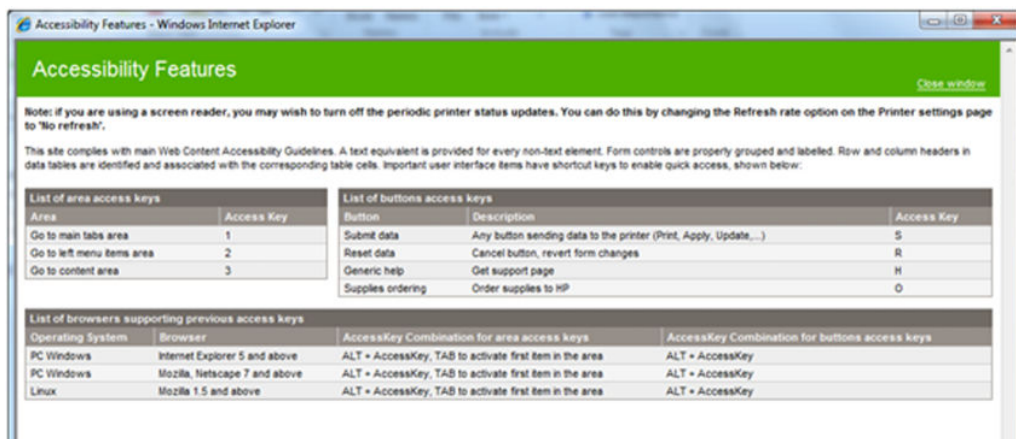 Accessibility Features - Windows Internet Explorer
Accessibility Features
Close window
Note: if you are using a screen reader, you may wish to turn off the periodic printer status updates. You can do this by changing the Refresh rate option on the Printer settings page
to 'No refresh'.
This site complies with main Web Content Accessibility Guidelines. A text equivalent is provided for every non-text element. Form controls are properly grouped and labelled. Row and column headers in
data tables are identified and associated with the corresponding table cells. Important user interface items have shortcut keys to enable quick access, shown below:
List of area access keys
Area Access Key
Go to main tabs area 1
Go to left menu items area 2
Go to content area 3
List of buttons access keys
Button Description Access Key
Submit data Any button sending data to the printer (Print, Apply, Update,...) S
Reset data Cancel button, revert form changes R
Generic help Get support page H
Supplies ordering Order supplies to HP O
List of browsers supporting previous access keys
Operating System Browser AccessKey Combination for area access keys AccessKey Combination for buttons access keys
PC Windows Internet Explorer 5 and above ALT + AccessKey, TAB to activate first item in the area ALT + AccessKey
PC Windows Mozilla, Netscape 7 and above ALT + AccessKey, TAB to activate first item in the area ALT + AccessKey
Linux Mozilla 1.5 and above ALT + AccessKey, TAB to activate first item in the area ALT + AccessKey